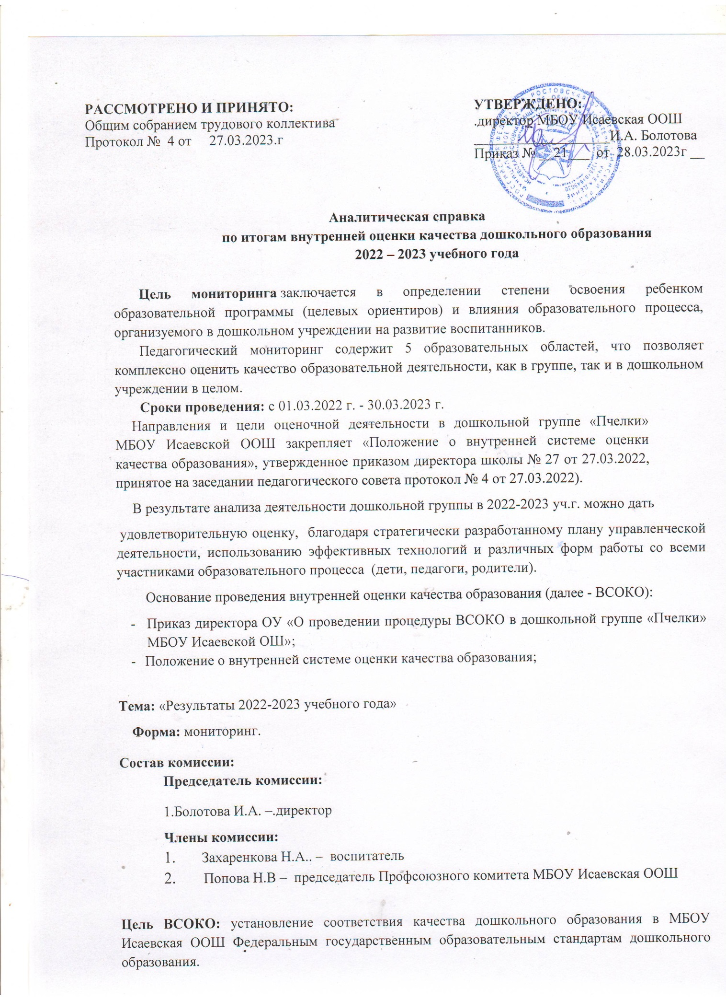 РАССМОТРЕНО И ПРИНЯТО:
Общим собранием трудового коллектива
Протокол № 4 от 27.03.2023.г
УТВЕРЖДЕНО:
.директор МБОУ Исаевская ООШ
____________________И.А. Болотова
Приказ № __21___ от 28.03.2023г __
Аналитическая справка
по итогам внутренней оценки качества дошкольного образования
2022 – 2023 учебного года
Цель мониторинга заключается в определении степени освоения ребенком
образовательной программы (целевых ориентиров) и влияния образовательного процесса,
организуемого в дошкольном учреждении на развитие воспитанников.
Педагогический мониторинг содержит 5 образовательных областей, что позволяет
комплексно оценить качество образовательной деятельности, как в группе, так и в дошкольном
учреждении в целом.
Сроки проведения: с 01.03.2022 г. - 30.03.2023 г.
Направления и цели оценочной деятельности в дошкольной группе «Пчелки»
МБОУ Исаевской ООШ закрепляет «Положение о внутренней системе оценки
качества образования», утвержденное приказом директора школы № 27 от 27.03.2022,
принятое на заседании педагогического совета протокол № 4 от 27.03.2022).
В результате анализа деятельности дошкольной группы в 2022-2023 уч.г. можно дать
удовлетворительную оценку, благодаря стратегически разработанному плану управленческой
деятельности, использованию эффективных технологий и различных форм работы со всеми
участниками образовательного процесса (дети, педагоги, родители).
Основание проведения внутренней оценки качества образования (далее - ВСОКО):
- Приказ директора ОУ «О проведении процедуры ВСОКО в дошкольной группе «Пчелки»
МБОУ Исаевской ОШ»;
- Положение о внутренней системе оценки качества образования;
Тема: «Результаты 2022-2023 учебного года»
Форма: мониторинг.
Состав комиссии:
Председатель комиссии:
1.Болотова И.А. –.директор
Члены комиссии:
1. Захаренкова Н.А.. – воспитатель
2. Попова Н.В – председатель Профсоюзного комитета МБОУ Исаевская ООШ
Цель ВСОКО: установление соответствия качества дошкольного образования в МБОУ
Исаевская ООШ Федеральным государственным образовательным стандартам дошкольного
образования.